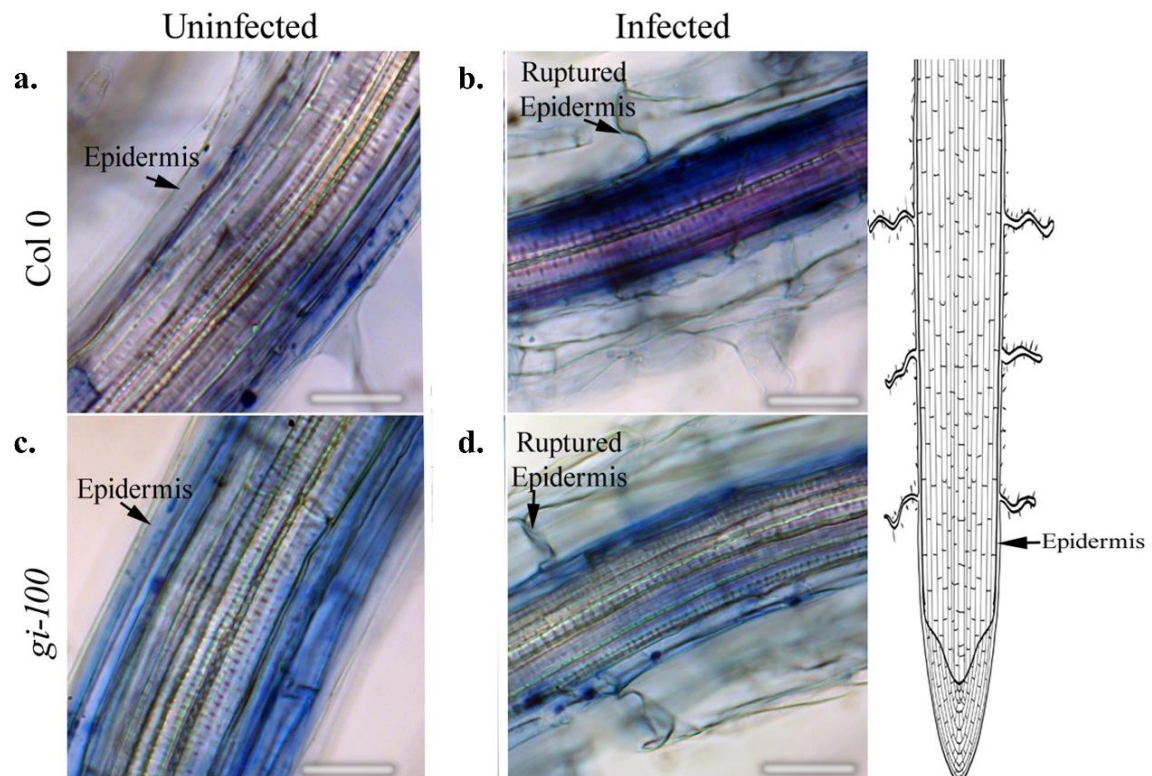 Uninfected
Infected
a.
b.
Col 0
Epidermis
Ruptured
Epidermis
c.
d.
gi-100
Epidermis
Ruptured
Epidermis
Epidermis